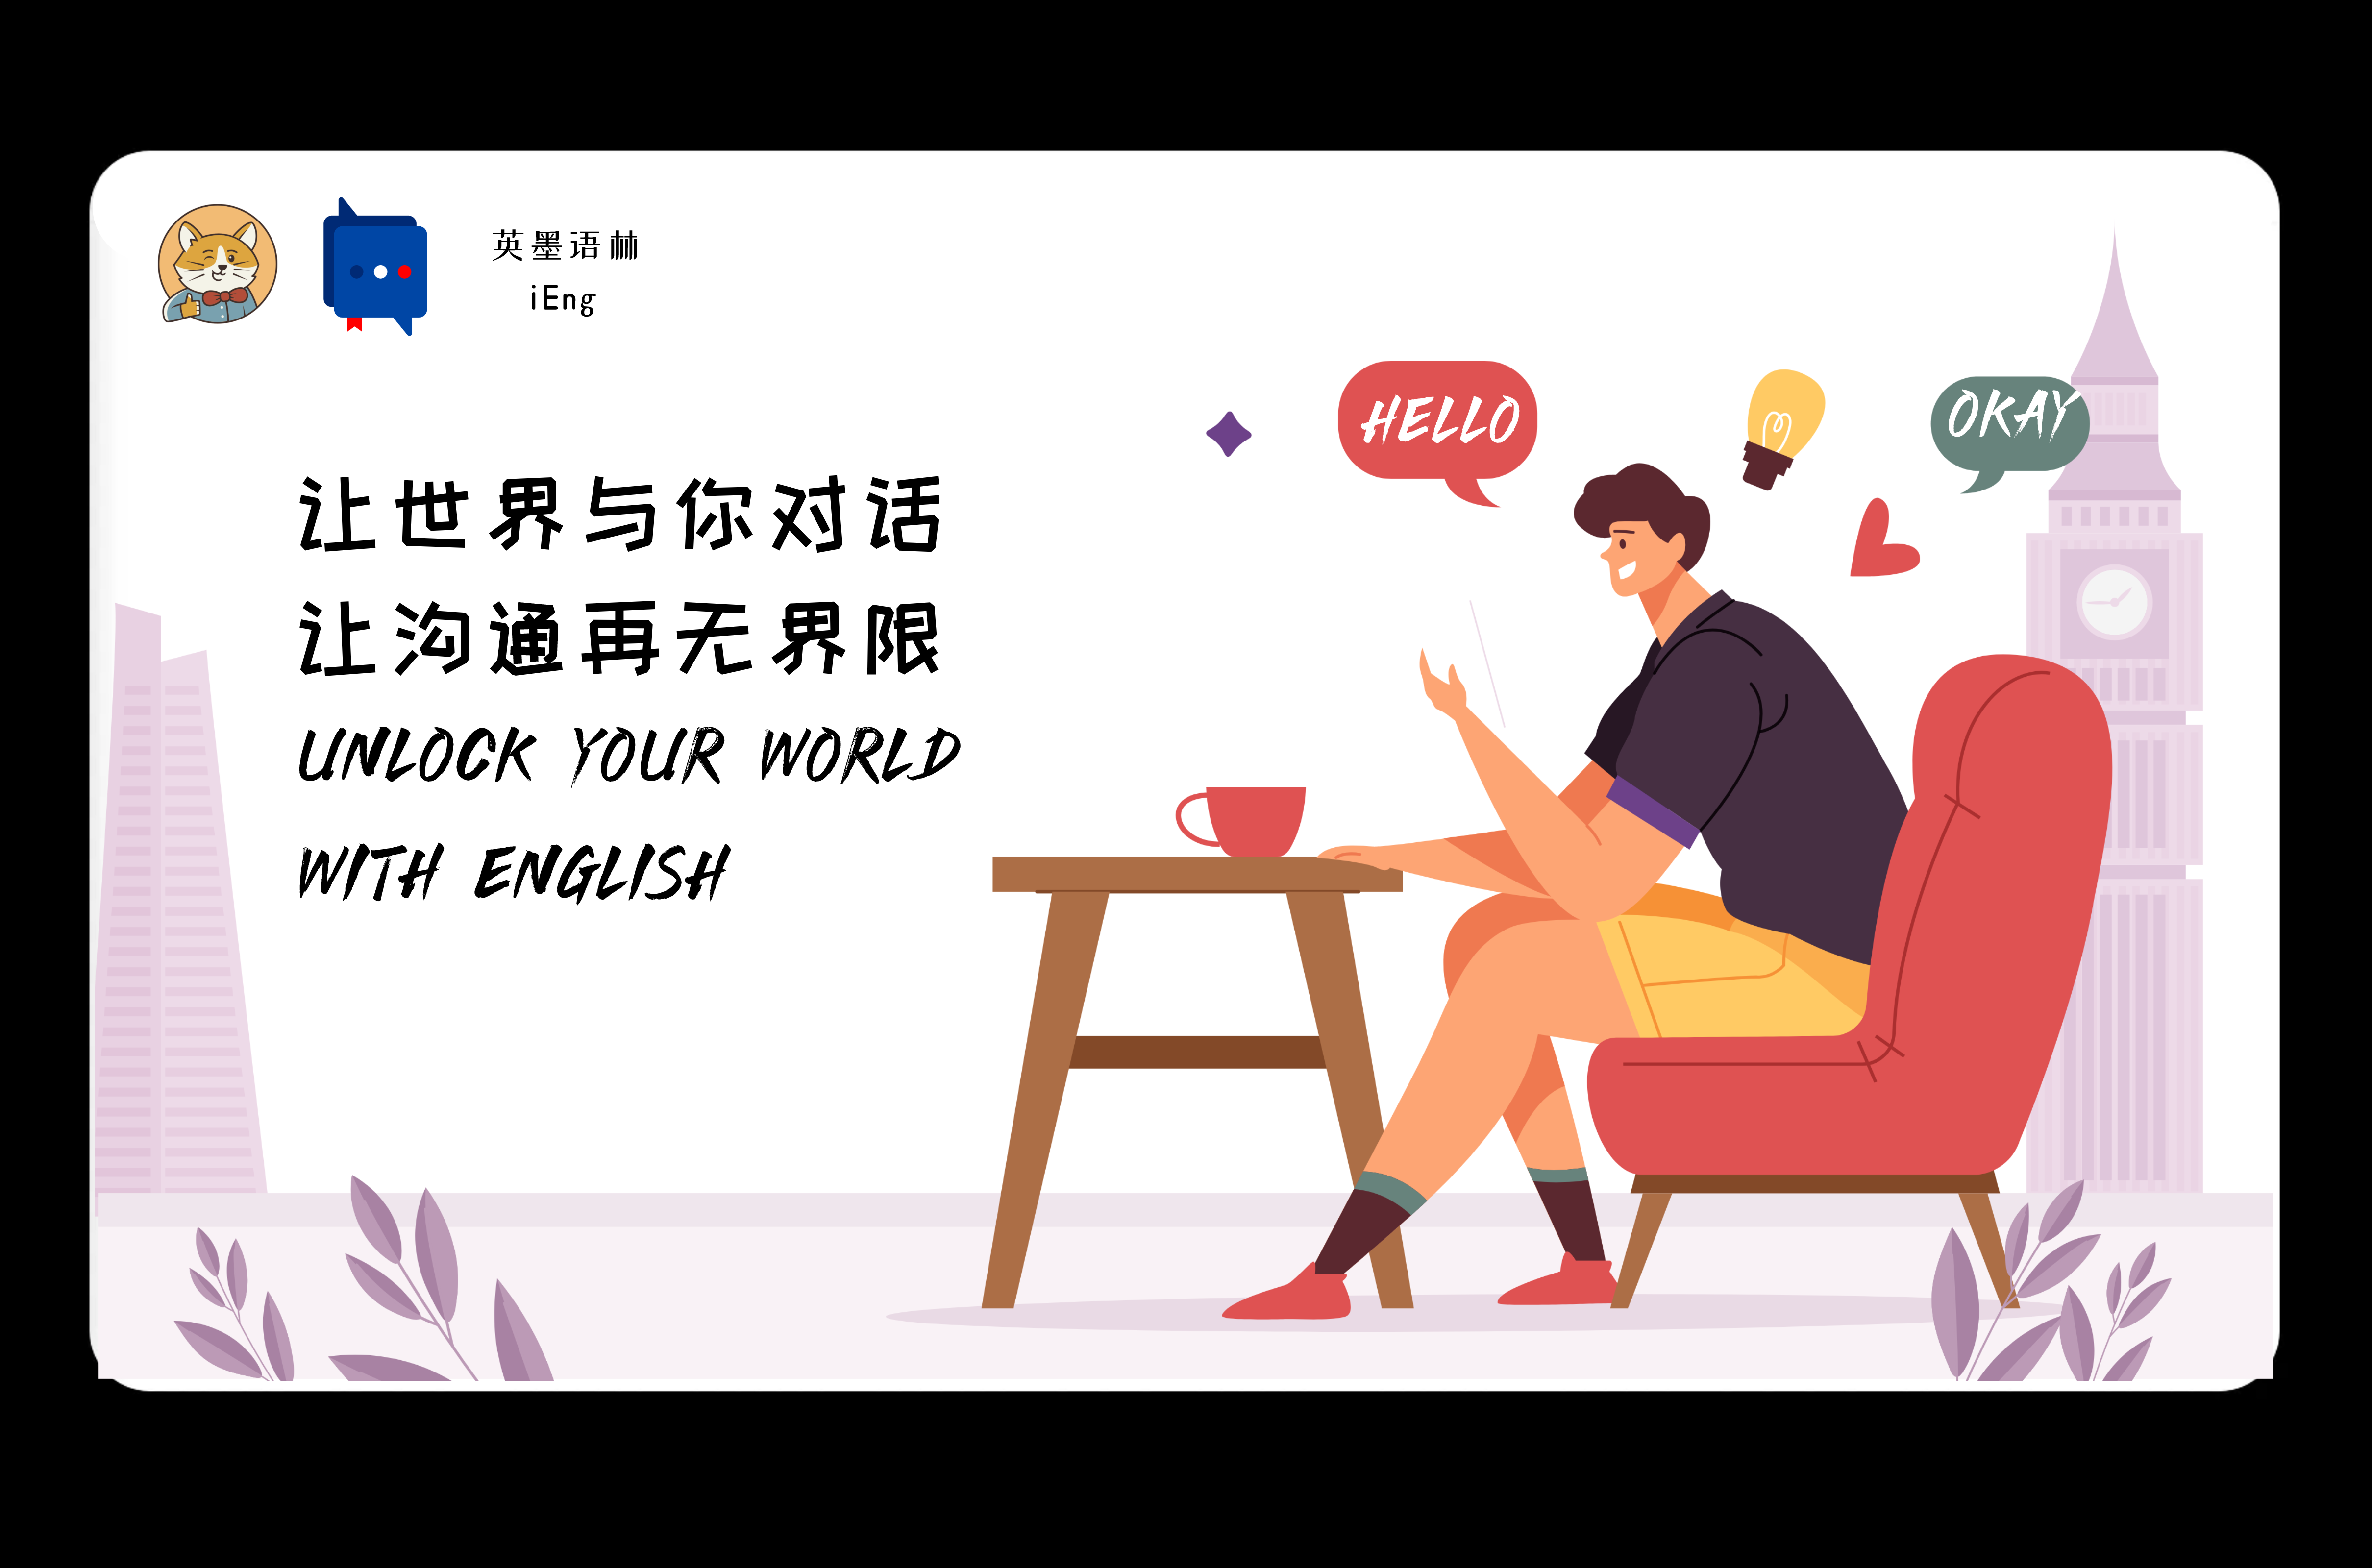 英墨语林
iEng
HELLO
OKAY
让世界与你对话
让沟通再无界限
UNLOCK YOUR WORLD
WITH ENGLISH